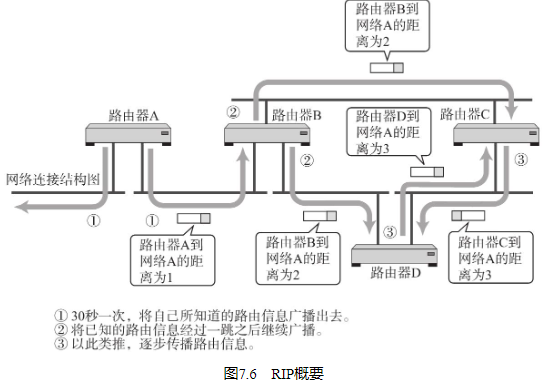 路由器B到
网络A的距
离为2
路由器A
②
路由器B
路由器D到
网络A的距
离为3
路由器C
②
③
网络连接结构图
①
①
路由器A到
网络A的距
离为1
路由器B到
网络A的距
离为2
③
路由器D
路由器C到
网络A的距
离为3
① 30秒一次，将自己所知道的路由信息广播出去。
② 将已知的路由信息经过一跳之后继续广播。
③ 以此类推，逐步传播路由信息。
图7.6 RIP概要